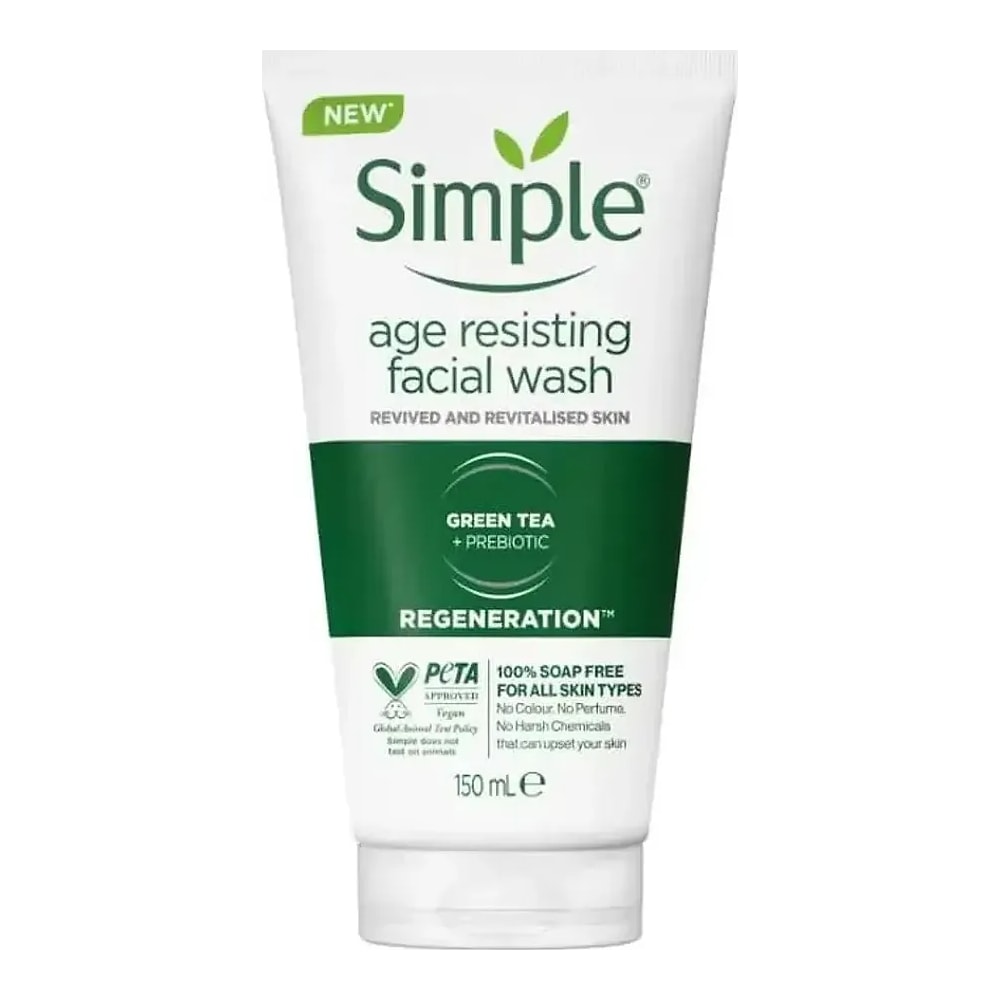 NEW*
Simple®
age resisting
facial wash
REVIVED AND REVITALISED SKIN
GREEN TEA
+ PREBIOTIC
REGENERATION™
PeTA
APPROVED
Vegan
Global Animal Test Policy
Simple does not
test on animals
100% SOAP FREE
FOR ALL SKIN TYPES
No Colour. No Perfume.
No Harsh Chemicals
that can upset your skin
150 mL ℮